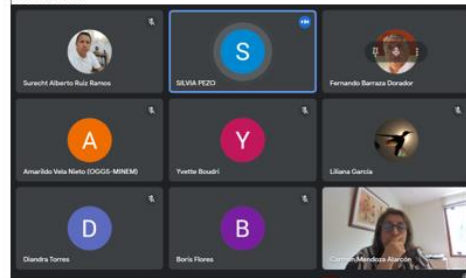 S
Surecht Alberto Ruiz Ramos
SILVIA PEZO
Fernando Barraza Dorador
A
Y
Amarildo Vela Nieto (OGGS-MINEM)
Yvette Boudri
Liliana García
D
B
Diandra Torres
Boris Flores
Carmen Mendoza Alarcón